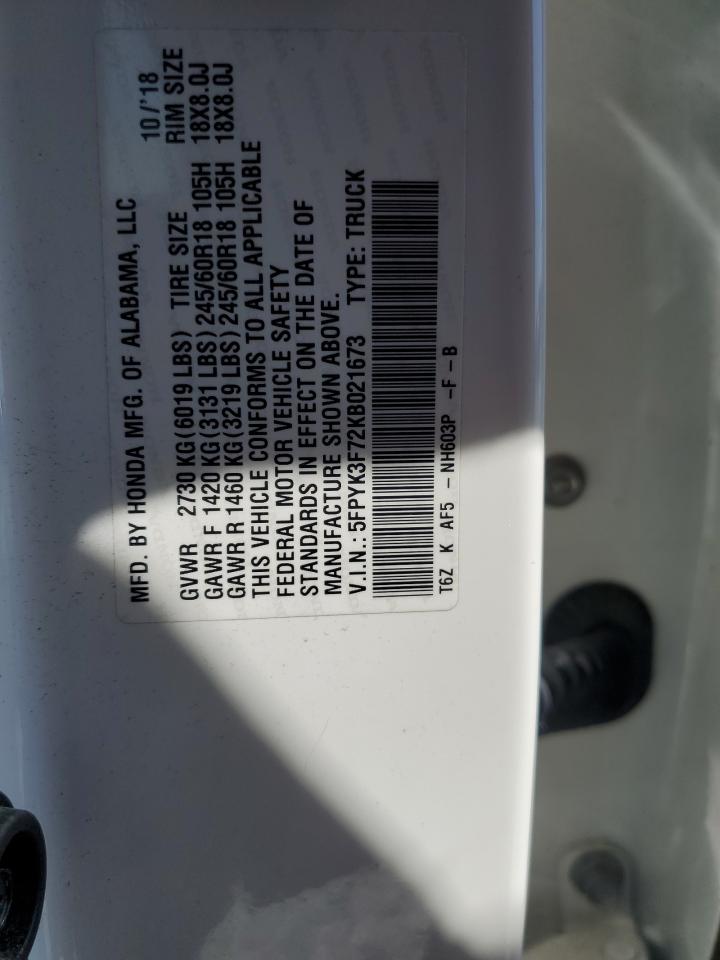 MFD. BY HONDA MFG. OF ALABAMA, LLC 10/'18
GVWR 2730 KG(6019 LBS) TIRE SIZE RIM SIZE
GAWR F 1420 KG(3131 LBS)245/60R18 105H 18X8.0J
GAWR R 1460 KG(3219 LBS)245/60R18 105H 18X8.0J
THIS VEHICLE CONFORMS TO ALL APPLICABLE
FEDERAL MOTOR VEHICLE SAFETY
STANDARDS IN EFFECT ON THE DATE OF
MANUFACTURE SHOWN ABOVE.
V.I.N.: 5FPYK3F72KB021673 TYPE: TRUCK
T6Z K AF5 - NH603P -F - B